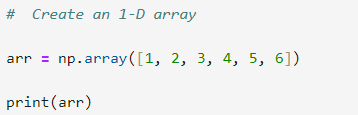 #  Create an 1-D array
arr = np.array([1, 2, 3, 4, 5, 6])
print(arr)